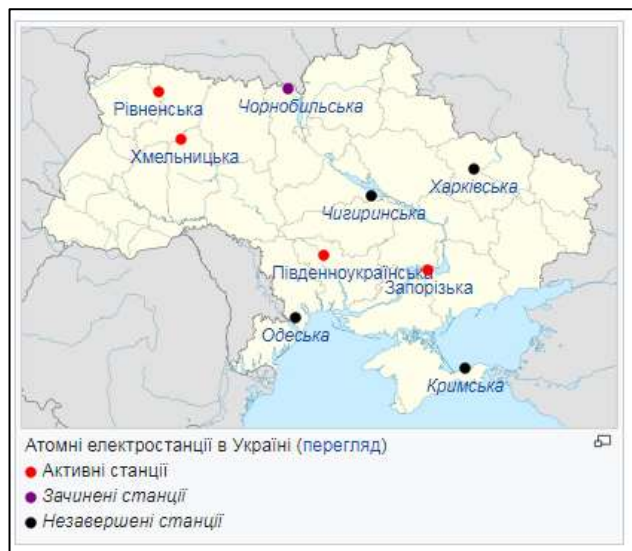 Рівненська
Чорнобильська
Хмельницька
Харківська
Чигиринська
Південноукраїнська
Запорізька
Одеська
Кримська
Атомні електростанції в Україні (перегляд)
Активні станції
Зачинені станції
Незавершені станції